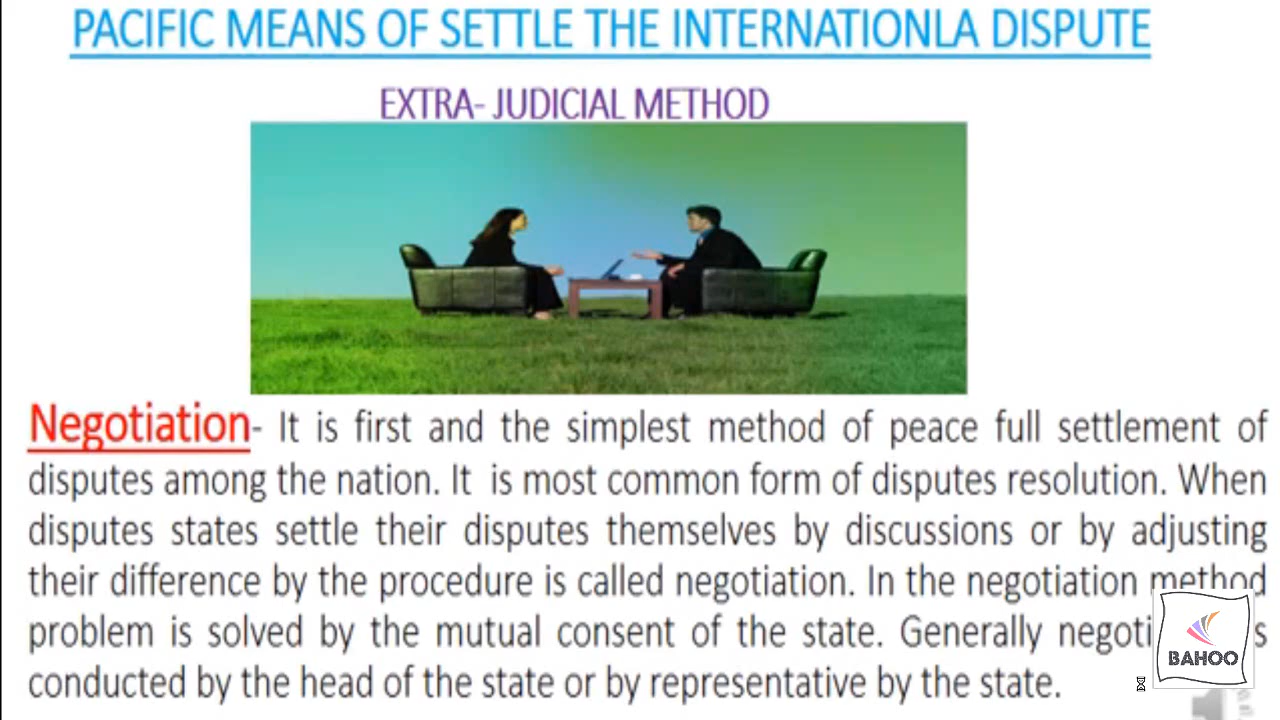 PACIFIC MEANS OF SETTLE THE INTERNATIONLA DISPUTE
EXTRA- JUDICIAL METHOD
Negotiation- It is first and the simplest method of peace full settlement of
disputes among the nation. It is most common form of disputes resolution. When
disputes states settle their disputes themselves by discussions or by adjusting
their difference by the procedure is called negotiation. In the negotiation method
problem is solved by the mutual consent of the state. Generally
conducted by the head of the state or by representative by the state.
BAHOO